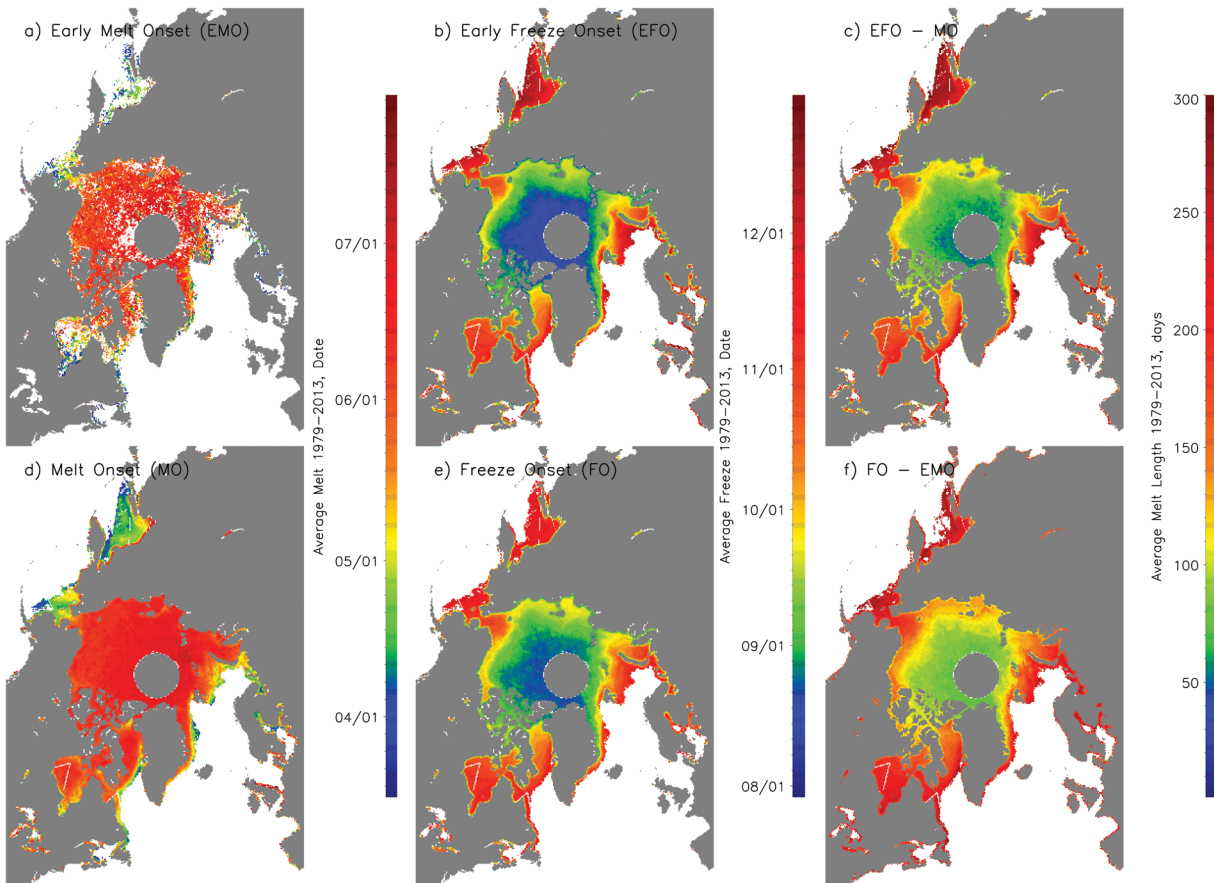 a) Early Melt Onset (EMO)
b) Early Freeze Onset (EFO)
c) EFO - MO
07/01
06/01
05/01
04/01
Average Melt 1979-2013, Date
12/01
11/01
10/01
09/01
08/01
Average Freeze 1979-2013, Date
300
250
200
150
100
50
Average Melt Length 1979-2013, days
d) Melt Onset (MO)
e) Freeze Onset (FO)
f) FO - EMO